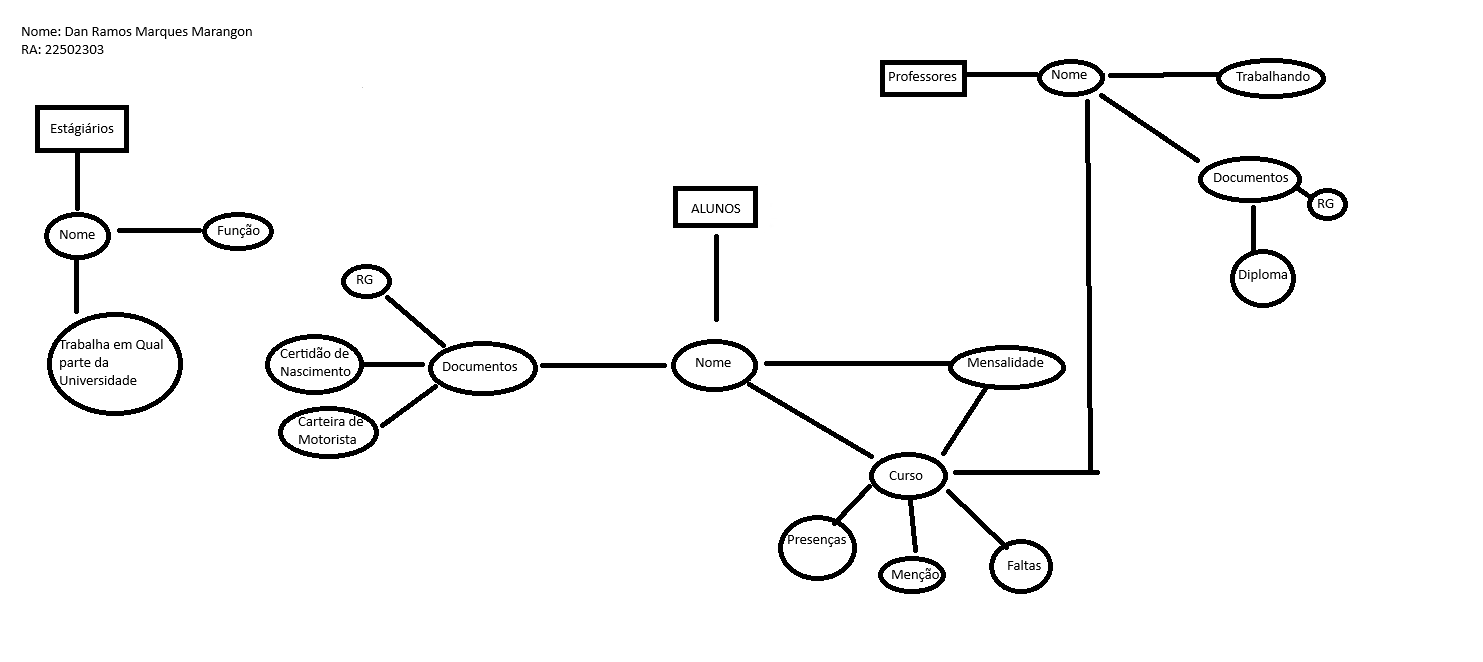 Nome: Dan Ramos Marques Marangon
RA: 22502303
Estágiários
Nome
Função
Trabalha em Qual
parte da
Universidade
ALUNOS
Nome
Documentos
RG
Certidão de
Nascimento
Carteira de
Motorista
Mensalidade
Curso
Presenças
Menção
Faltas
Professores
Nome
Trabalhando
Documentos
RG
Diploma